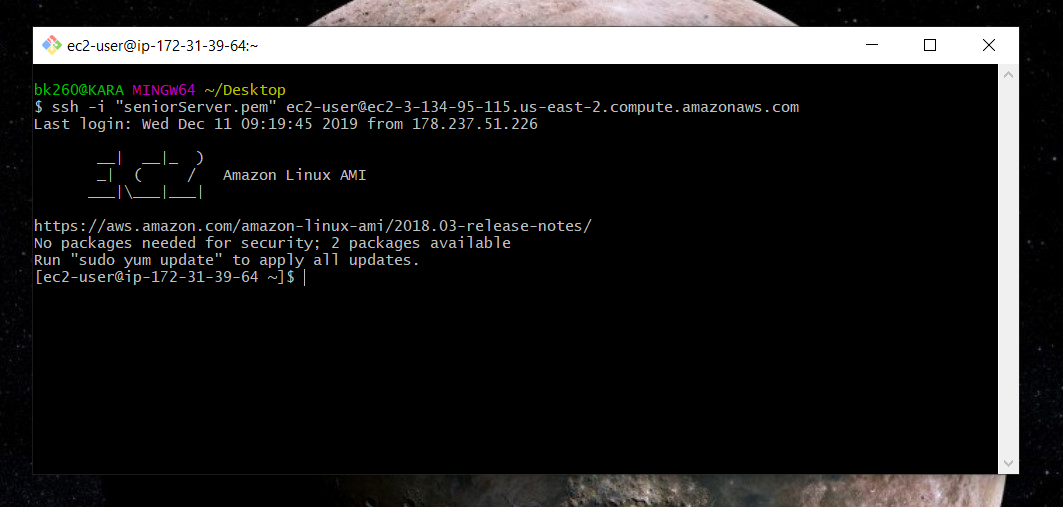 ec2-user@ip-172-31-39-64:~
bk260@KARA MINGW64 ~/Desktop
$ ssh -i "seniorServer.pem" ec2-user@ec2-3-134-95-115.us-east-2.compute.amazonaws.com
Last login: Wed Dec 11 09:19:45 2019 from 178.237.51.226
       __|  __|_  )
       _|  (     /   Amazon Linux AMI
      ___|\___|___|
https://aws.amazon.com/amazon-linux-ami/2018.03-release-notes/
No packages needed for security; 2 packages available
Run "sudo yum update" to apply all updates.
[ec2-user@ip-172-31-39-64 ~]$